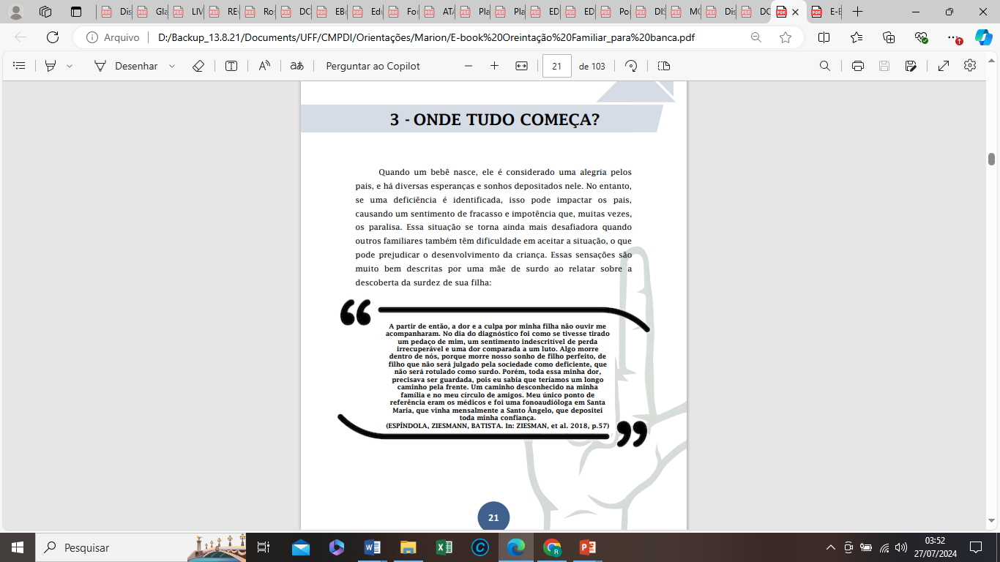 Dis
Gla
LIV
RE
Ro
DC
EB
Edu
For
ATA
Pla
Pla
ED
ED
Po
DIS
MC
Dis
DC
E-E
Arquivo
D:/Backup_13.8.21/Documents/UFF/CMPDI/Orientações/Marion/E-book%20Oreintação%20Familiar_para%20banca.pdf
Desenhar
aあ
Perguntar ao Copilot
21
de 103
3 - ONDE TUDO COMEÇA?
Quando um bebê nasce, ele é considerado uma alegria pelos
pais, e há diversas esperanças e sonhos depositados nele. No entanto,
se uma deficiência é identificada, isso pode impactar os pais,
causando um sentimento de fracasso e impotência que, muitas vezes,
os paralisa. Essa situação se torna ainda mais desafiadora quando
outros familiares também têm dificuldade em aceitar a situação, o que
pode prejudicar o desenvolvimento da criança. Essas sensações são
muito bem descritas por uma mãe de surdo ao relatar sobre a
descoberta da surdez de sua filha:
“
A partir de então, a dor e a culpa por minha filha não ouvir me
acompanharam. No dia do diagnóstico foi como se tivesse tirado
um pedaço de mim, um sentimento indescritível de perda
irrecuperável e uma dor comparada a um luto. Algo morre
dentro de nós, porque morre nosso sonho de filho perfeito, de
filho que não será julgado pela sociedade como deficiente, que
não será rotulado como surdo. Porém, toda essa minha dor,
precisava ser guardada, pois eu sabia que teríamos um longo
caminho pela frente. Um caminho desconhecido na minha
família e no meu círculo de amigos. Meu único ponto de
referência eram os médicos e foi uma fonoaudióloga em Santa
Maria, que vinha mensalmente a Santo Ângelo, que depositei
toda minha confiança.
(ESPÍNDOLA, ZIESMANN, BATISTA. In: ZIESMAN, et al. 2018, p.57)
”
21
Pesquisar
03:52
27/07/2024